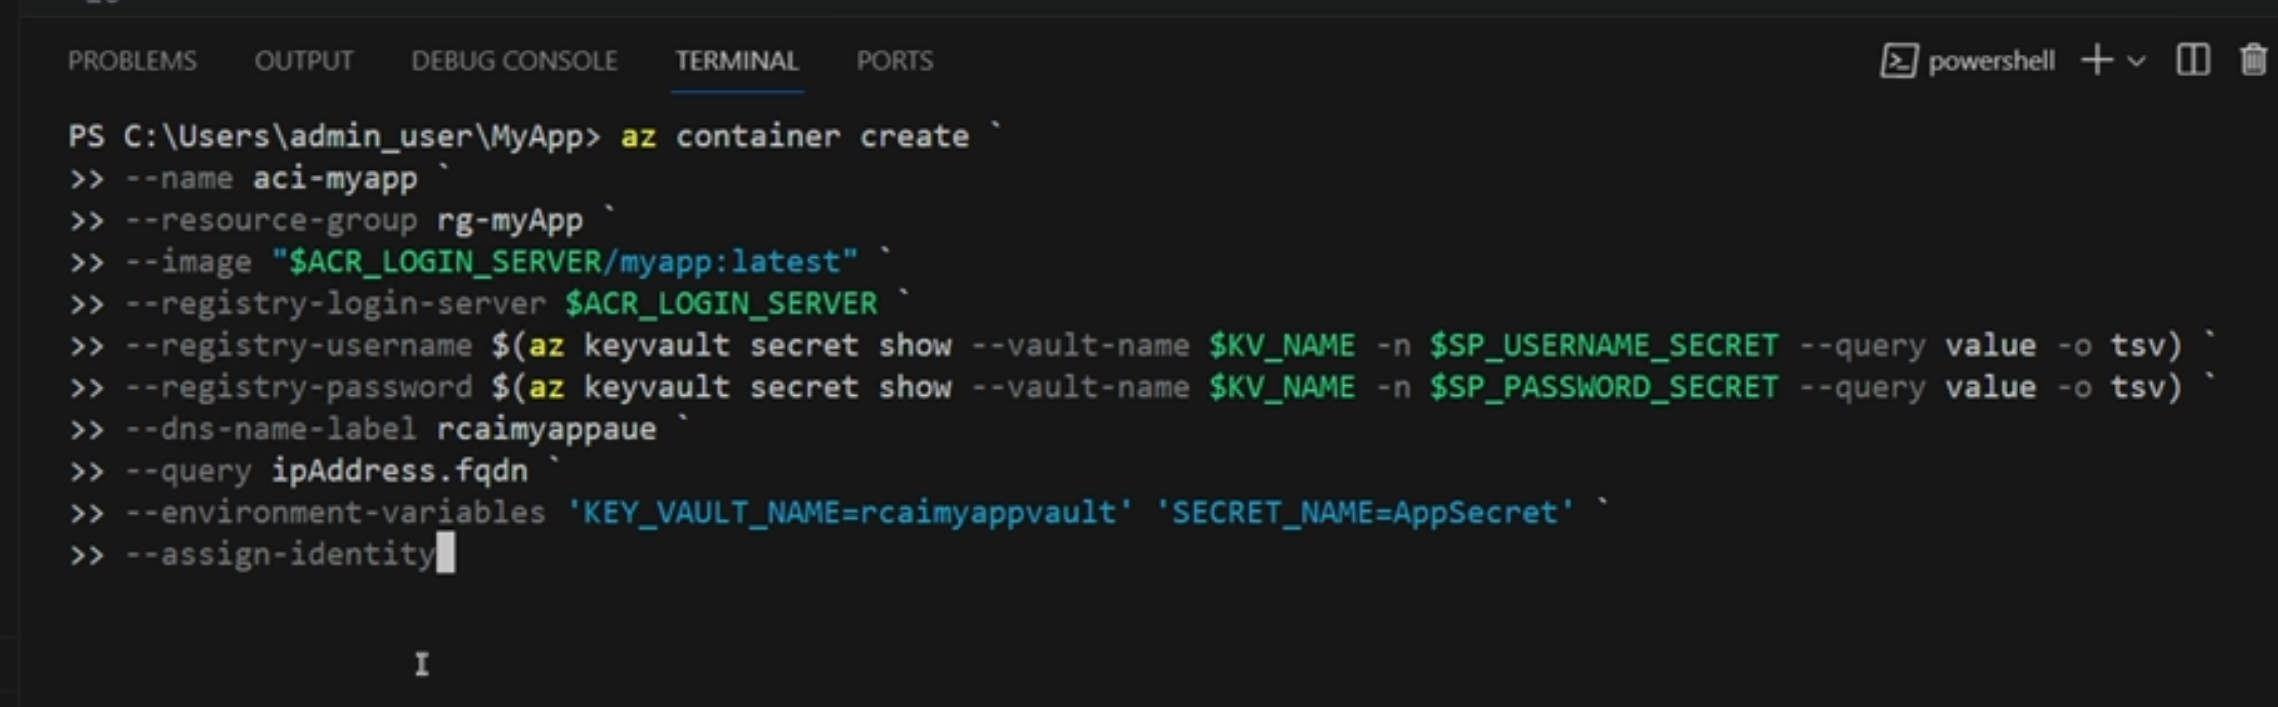 PROBLEMS OUTPUT DEBUG CONSOLE TERMINAL PORTS powershell
PS C:\Users\admin_user\MyApp> az container create `
>> --name aci-myapp `
>> --resource-group rg-myApp `
>> --image "$ACR_LOGIN_SERVER/myapp:latest" `
>> --registry-login-server $ACR_LOGIN_SERVER `
>> --registry-username $(az keyvault secret show --vault-name $KV_NAME -n $SP_USERNAME_SECRET --query value -o tsv) `
>> --registry-password $(az keyvault secret show --vault-name $KV_NAME -n $SP_PASSWORD_SECRET --query value -o tsv) `
>> --dns-name-label rcaimyappaue `
>> --query ipAddress.fqdn `
>> --environment-variables 'KEY_VAULT_NAME=rcaimyappvault' 'SECRET_NAME=AppSecret' `
>> --assign-identity